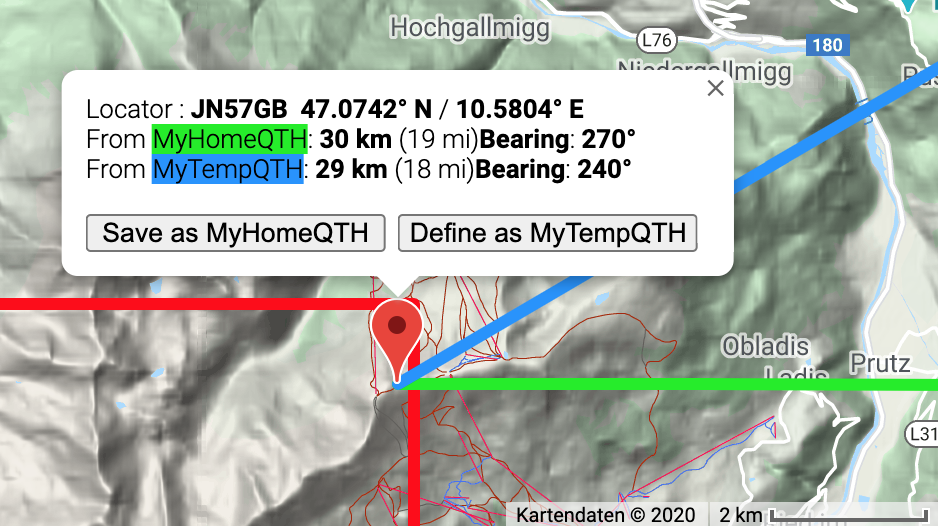 Hochgallmigg
L76
180
Niedergallmigg
Locator : JN57GB 47.0742° N / 10.5804° E
From MyHomeQTH: 30 km (19 mi)Bearing: 270°
From MyTempQTH: 29 km (18 mi)Bearing: 240°
Save as MyHomeQTH Define as MyTempQTH
Obladis
Prutz
Ladis
L31
Kartendaten © 2020 2 km